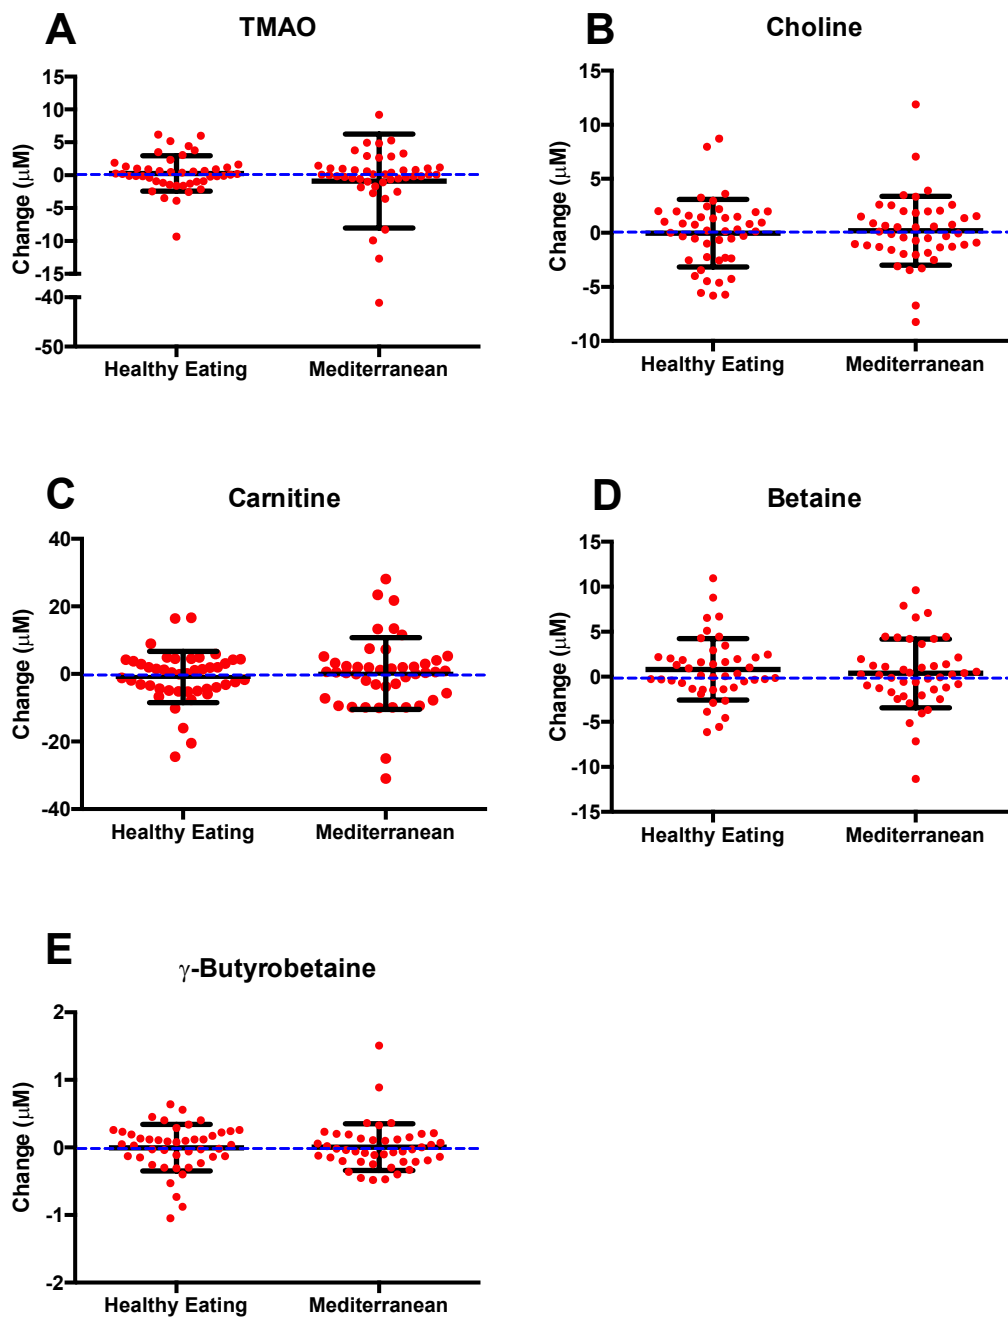 A
TMAO
15
10
5
0
-5
-10
-15
-40
-50
Change (μM)
Healthy Eating
Mediterranean
B
Choline
15
10
5
0
-5
-10
Change (μM)
Healthy Eating
Mediterranean
C
Carnitine
40
20
0
-20
-40
Change (μM)
Healthy Eating
Mediterranean
D
Betaine
15
10
5
0
-5
-10
-15
Change (μM)
Healthy Eating
Mediterranean
E
γ-Butyrobetaine
2
1
0
-1
-2
Change (μM)
Healthy Eating
Mediterranean